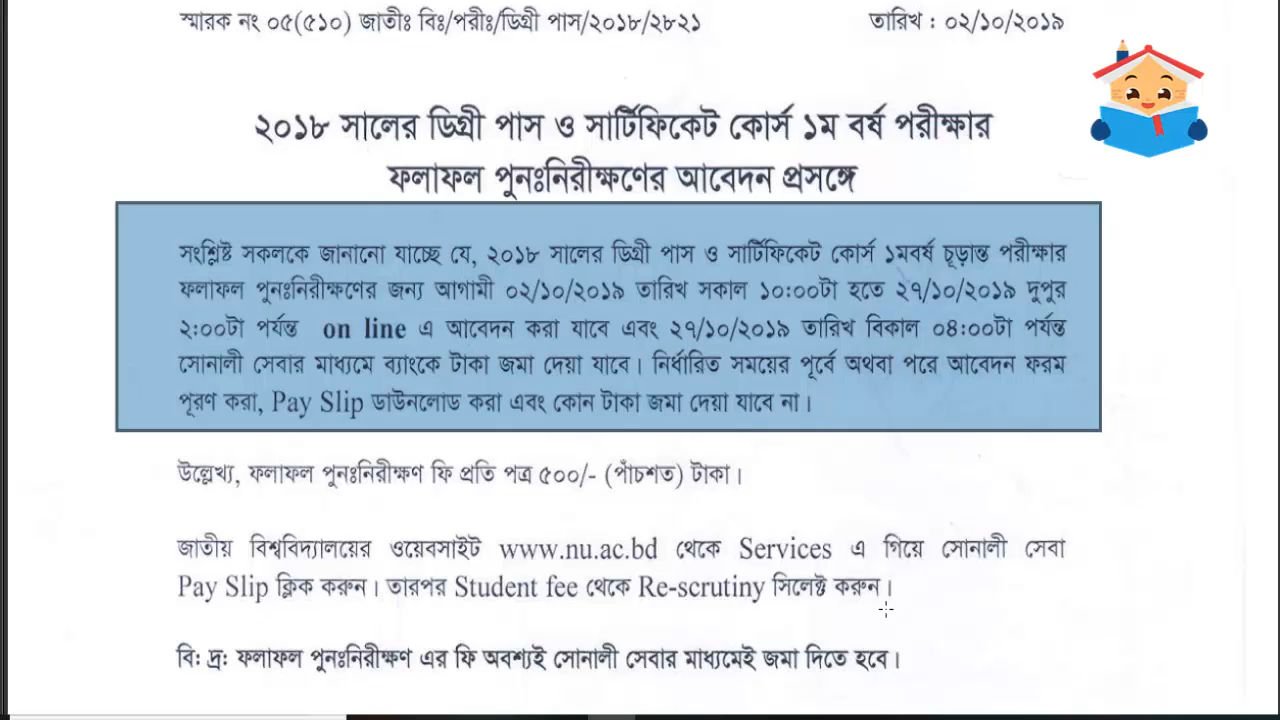 স্মারক নং ০৫(৫১০) জাতীঃ বিঃ/পরীঃ/ডিগ্রী পাস/২০১৮/২৮২১ তারিখ : ০২/১০/২০১৯
২০১৮ সালের ডিগ্রী পাস ও সার্টিফিকেট কোর্স ১ম বর্ষ পরীক্ষার
ফলাফল পুনঃনিরীক্ষণের আবেদন প্রসঙ্গে
সংশ্লিষ্ট সকলকে জানানো যাচ্ছে যে, ২০১৮ সালের ডিগ্রী পাস ও সার্টিফিকেট কোর্স ১মবর্ষ চূড়ান্ত পরীক্ষার
ফলাফল পুনঃনিরীক্ষণের জন্য আগামী ০২/১০/২০১৯ তারিখ সকাল ১০:০০টা হতে ২৭/১০/২০১৯ দুপুর
২:০০টা পর্যন্ত on line এ আবেদন করা যাবে এবং ২৭/১০/২০১৯ তারিখ বিকাল ০৪:০০টা পর্যন্ত
সোনালী সেবার মাধ্যমে ব্যাংকে টাকা জমা দেয়া যাবে। নির্ধারিত সময়ের পূর্বে অথবা পরে আবেদন ফরম
পূরণ করা, Pay Slip ডাউনলোড করা এবং কোন টাকা জমা দেয়া যাবে না।
উল্লেখ্য, ফলাফল পুনঃনিরীক্ষণ ফি প্রতি পত্র ৫০০/- (পাঁচশত) টাকা।
জাতীয় বিশ্ববিদ্যালয়ের ওয়েবসাইট www.nu.ac.bd থেকে Services এ গিয়ে সোনালী সেবা
Pay Slip ক্লিক করুন। তারপর Student fee থেকে Re-scrutiny সিলেক্ট করুন।
বি: দ্র: ফলাফল পুনঃনিরীক্ষণ এর ফি অবশ্যই সোনালী সেবার মাধ্যমেই জমা দিতে হবে।